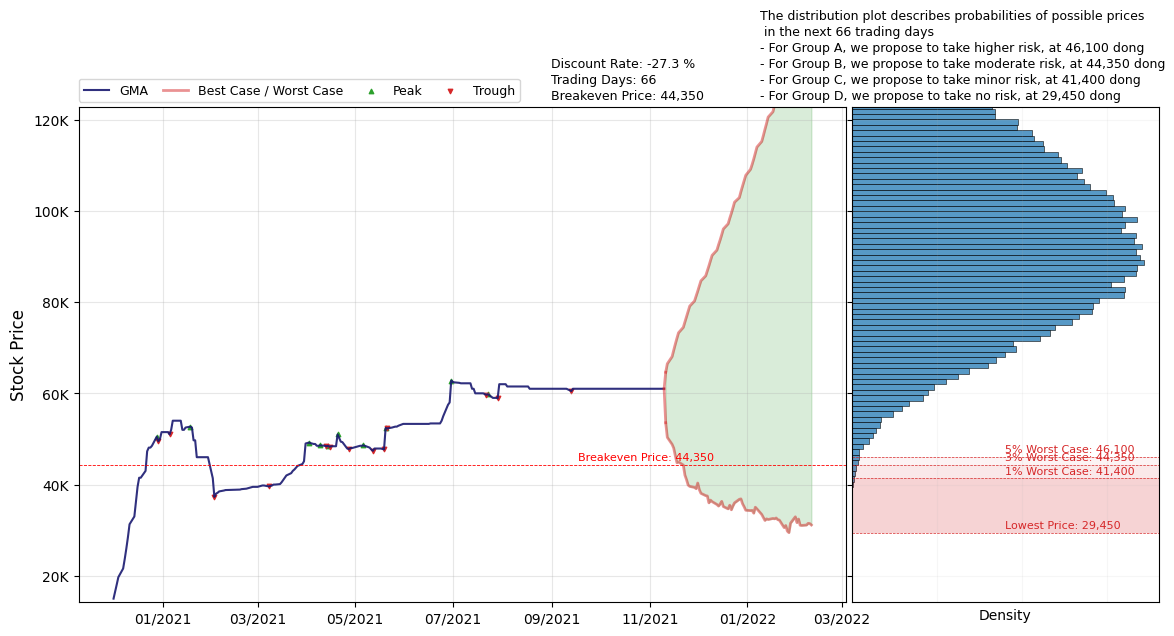 The distribution plot describes probabilities of possible prices
in the next 66 trading days
- For Group A, we propose to take higher risk, at 46,100 dong
- For Group B, we propose to take moderate risk, at 44,350 dong
- For Group C, we propose to take minor risk, at 41,400 dong
- For Group D, we propose to take no risk, at 29,450 dong
Discount Rate: -27.3 %
Trading Days: 66
Breakeven Price: 44,350
GMA
Best Case / Worst Case
Peak
Trough
Stock Price
120K
100K
80K
60K
40K
20K
Breakeven Price: 44,350
5% Worst Case: 46,100
3% Worst Case: 44,350
1% Worst Case: 41,400
Lowest Price: 29,450
01/2021
03/2021
05/2021
07/2021
09/2021
11/2021
01/2022
03/2022
Density